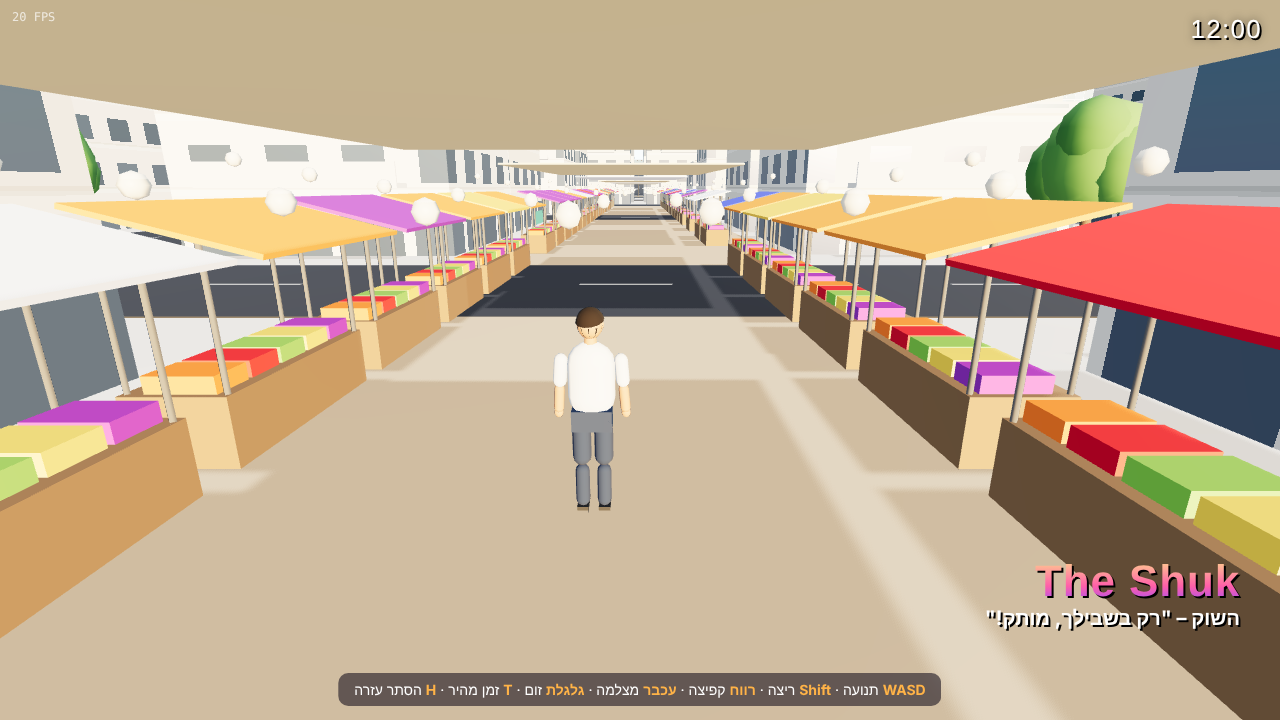 20 FPS
12:00
The Shuk
השוק – "רק בשבילך, מותק!"
WASD תנועה · Shift ריצה · רווח קפיצה · עכבר מצלמה · גלגלת זום · T זמן מהיר · H הסתר עזרה